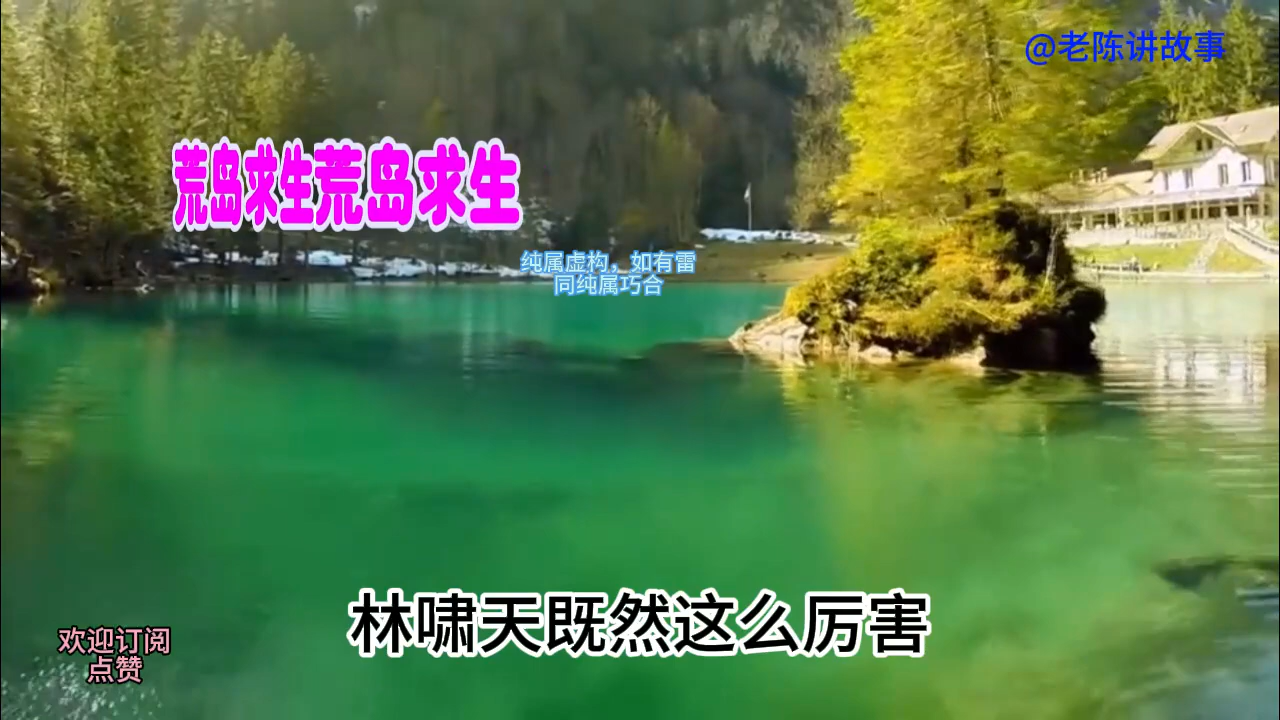 @老陈讲故事
荒岛求生荒岛求生
纯属虚构，如有雷
同纯属巧合
林啸天既然这么厉害
欢迎订阅
点赞